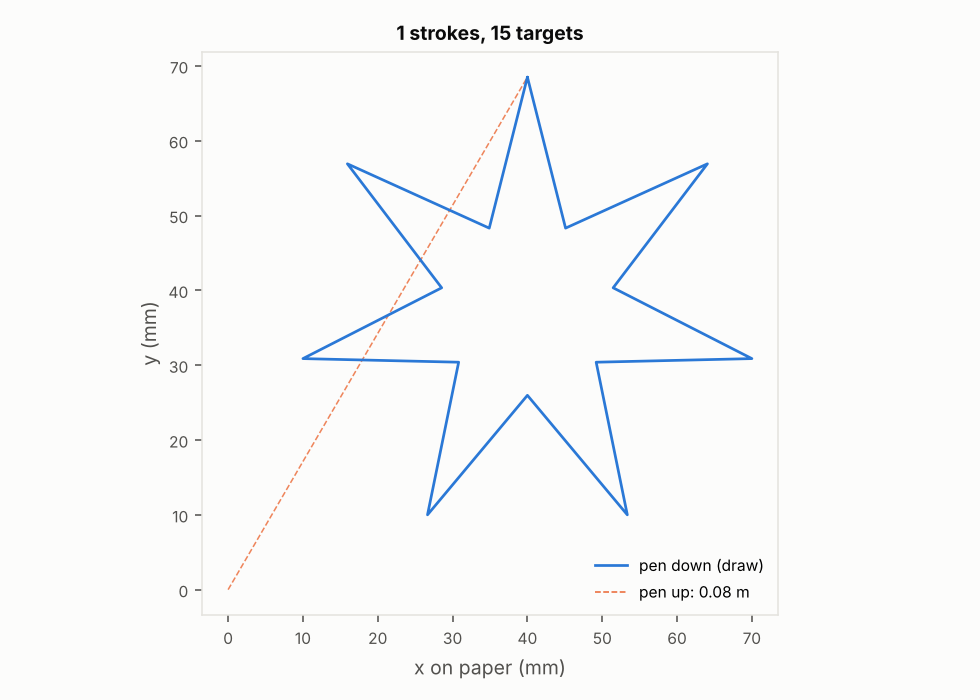 1 strokes, 15 targets
70
60
50
40
30
20
10
0
y (mm)
pen down (draw)
pen up: 0.08 m
0 10 20 30 40 50 60 70
x on paper (mm)